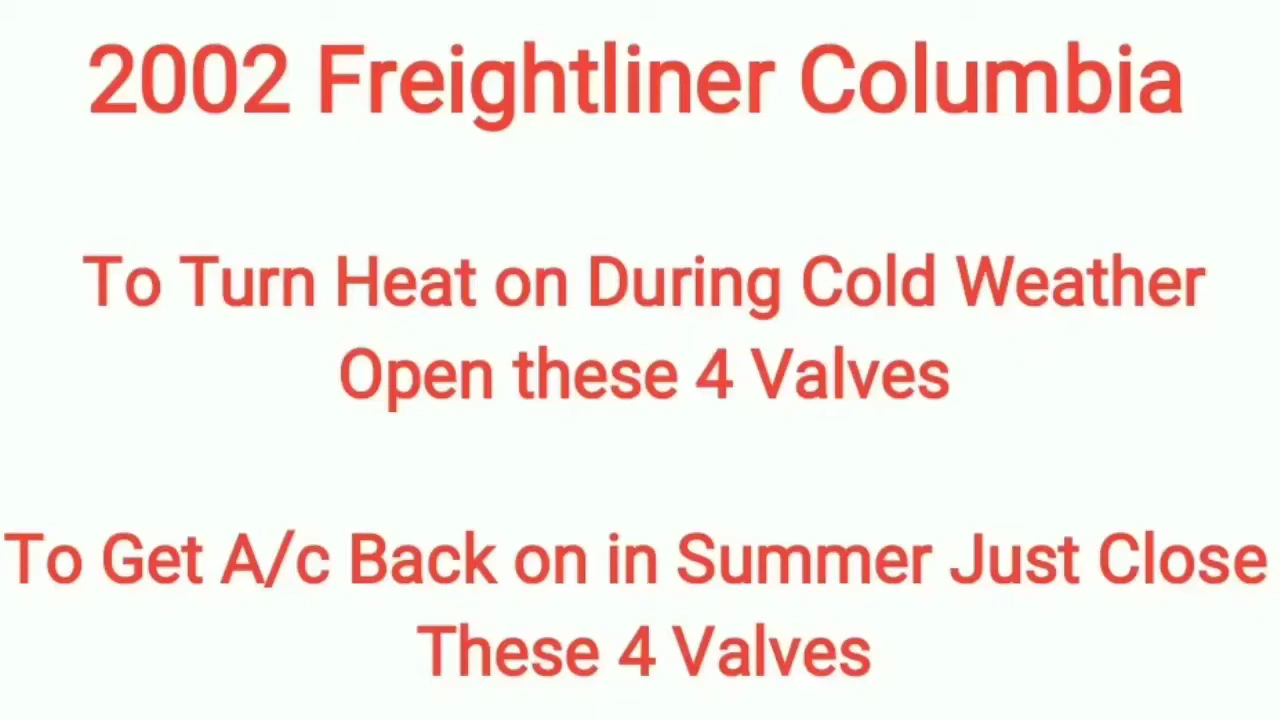 2002 Freightliner Columbia
To Turn Heat on During Cold Weather
Open these 4 Valves
To Get A/c Back on in Summer Just Close
These 4 Valves